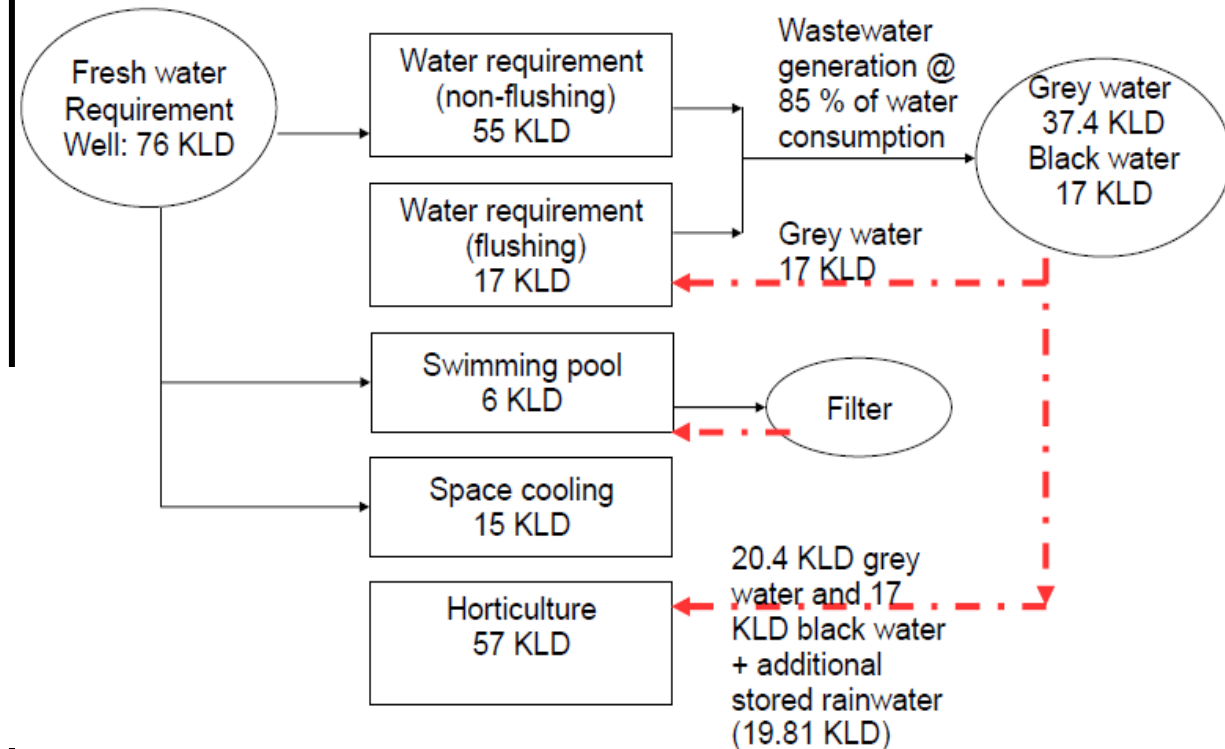 Fresh water
Requirement
Well: 76 KLD
Water requirement
(non-flushing)
55 KLD
Wastewater
generation @
85 % of water
consumption
Grey water
37.4 KLD
Black water
17 KLD
Water requirement
(flushing)
17 KLD
Grey water
17 KLD
Swimming pool
6 KLD
Filter
Space cooling
15 KLD
Horticulture
57 KLD
20.4 KLD grey
water and 17
KLD black water
+ additional
stored rainwater
(19.81 KLD)